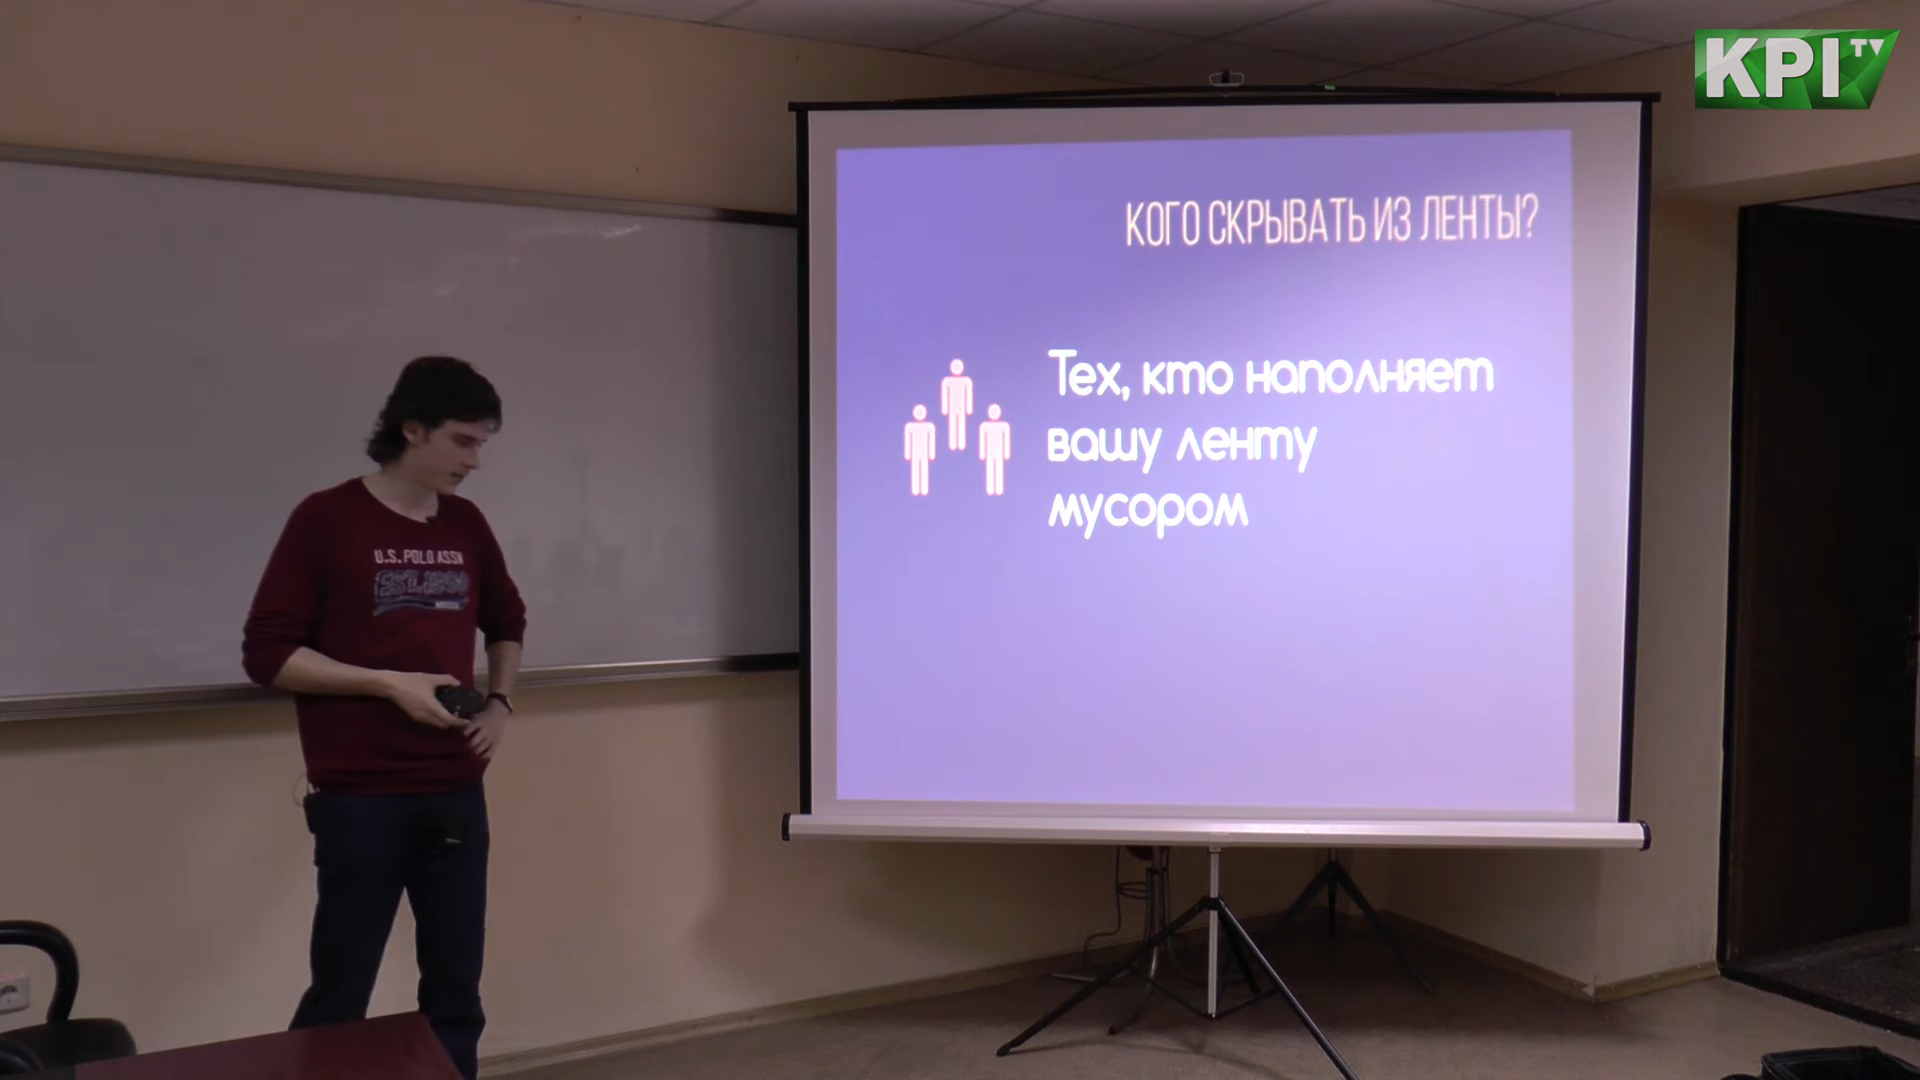 KPI TV
КОГО СКРЫВАТЬ ИЗ ЛЕНТЫ?
Тех, кто наполняет
вашу ленту
мусором
U.S. POLO ASSN